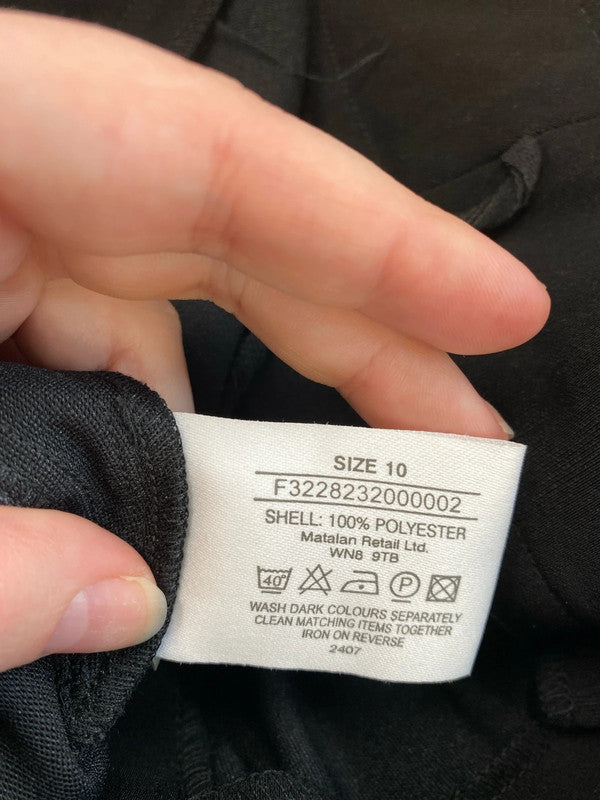 SIZE 10
F3228232000002
SHELL: 100% POLYESTER
Matalan Retail Ltd.
WN8 9TB
40° P
WASH DARK COLOURS SEPARATELY
CLEAN MATCHING ITEMS TOGETHER
IRON ON REVERSE
2407